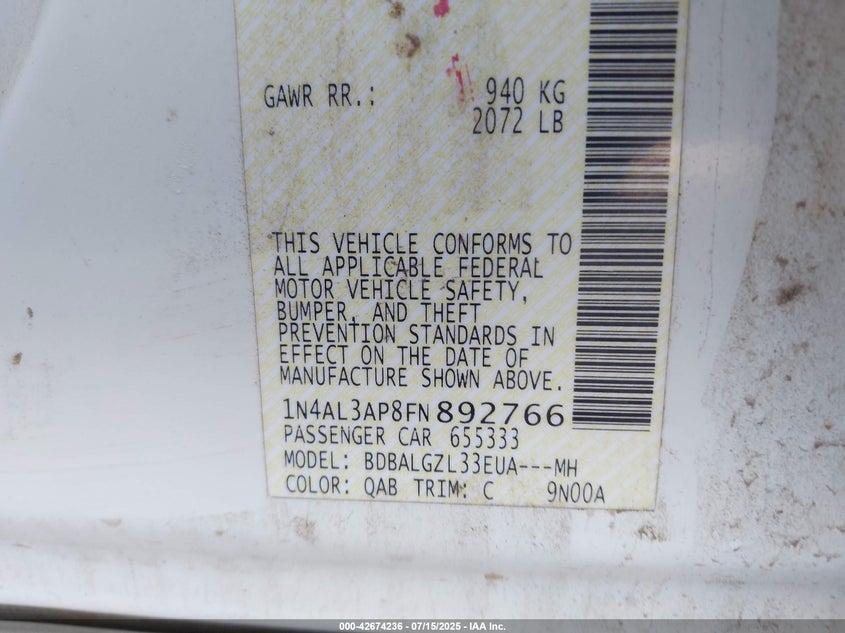 GAWR RR.: 940 KG
2072 LB
THIS VEHICLE CONFORMS TO
ALL APPLICABLE FEDERAL
MOTOR VEHICLE SAFETY,
BUMPER, AND THEFT
PREVENTION STANDARDS IN
EFFECT ON THE DATE OF
MANUFACTURE SHOWN ABOVE.
1N4AL3AP8FN892766
PASSENGER CAR 655333
MODEL: BDBALGZL33EUA---MH
COLOR: QAB TRIM: C 9N00A
000-42674236 - 07/15/2025 - IAA Inc.